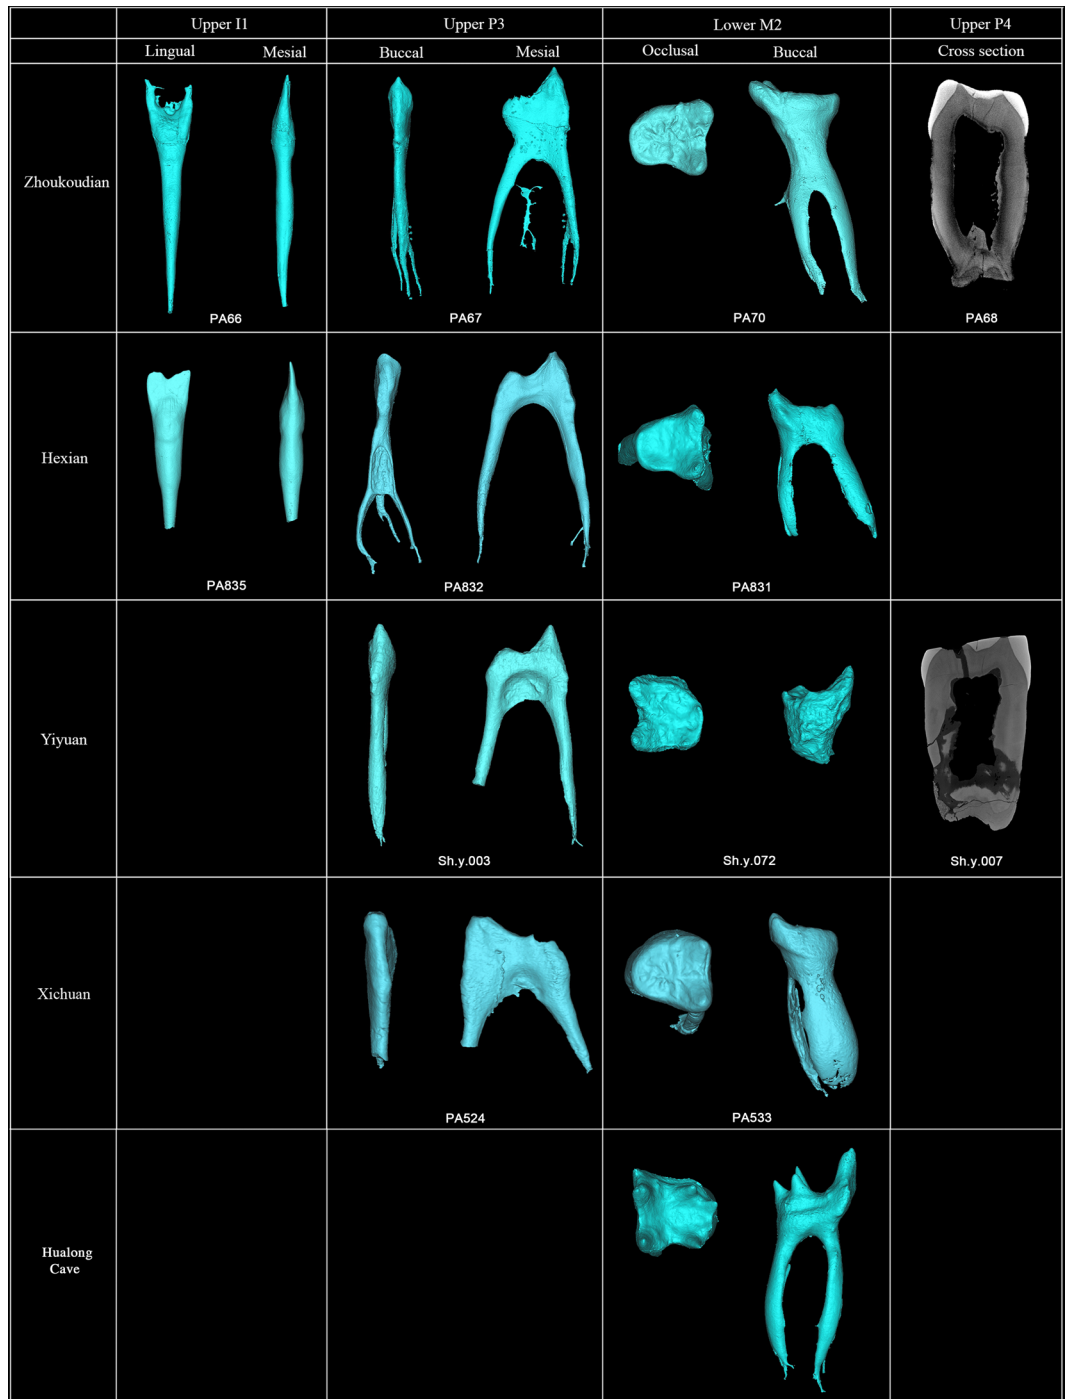 Upper I1 Upper P3 Lower M2 Upper P4
Lingual Mesial Buccal Mesial Occlusal Buccal Cross section
Zhoukoudian
PA66 PA67 PA70 PA68
Hexian
PA835 PA832 PA831
Yiyuan
Sh.y.003 Sh.y.072 Sh.y.007
Xichuan
PA524 PA533
Hualong
Cave